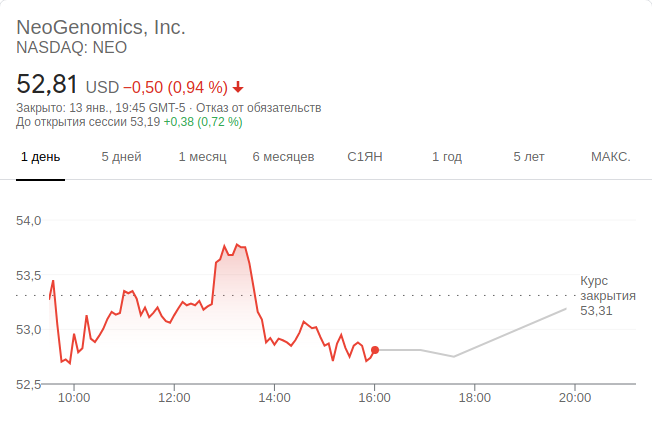 NeoGenomics, Inc.
NASDAQ: NEO
52,81 USD −0,50 (0,94 %)
Закрыто: 13 янв., 19:45 GMT-5 · Отказ от обязательств
До открытия сессии 53,19 +0,38 (0,72 %)
1 день 5 дней 1 месяц 6 месяцев С1ЯН 1 год 5 лет МАКС.
54,0
53,5
Курс
закрытия
53,31
53,0
52,5
10:00 12:00 14:00 16:00 18:00 20:00